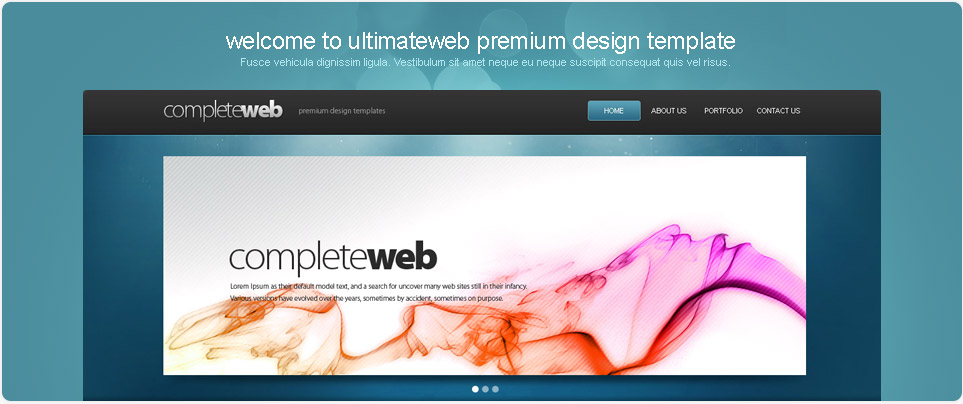 welcome to ultimateweb premium design template
Fusce vehicula dignissim ligula. Vestibulum sit amet neque eu neque suscipit consequat quis vel risus.
completeweb premium design templates HOME ABOUT US PORTFOLIO CONTACT US
completeweb
Lorem Ipsum as their default model text, and a search for uncover many web sites still in their infancy.
Various versions have evolved over the years, sometimes by accident, sometimes on purpose.